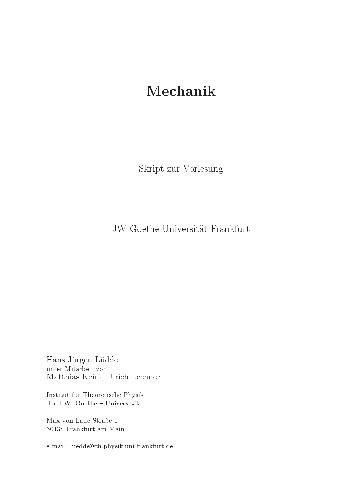 Mechanik
Skript zur Vorlesung
JW Goethe Universität Frankfurt
Hans Jürgen
unter Mitarbeit von
Matthias
Institut für Theoretische Physik
Max von Laue Straße 1
Frankfurt am Main